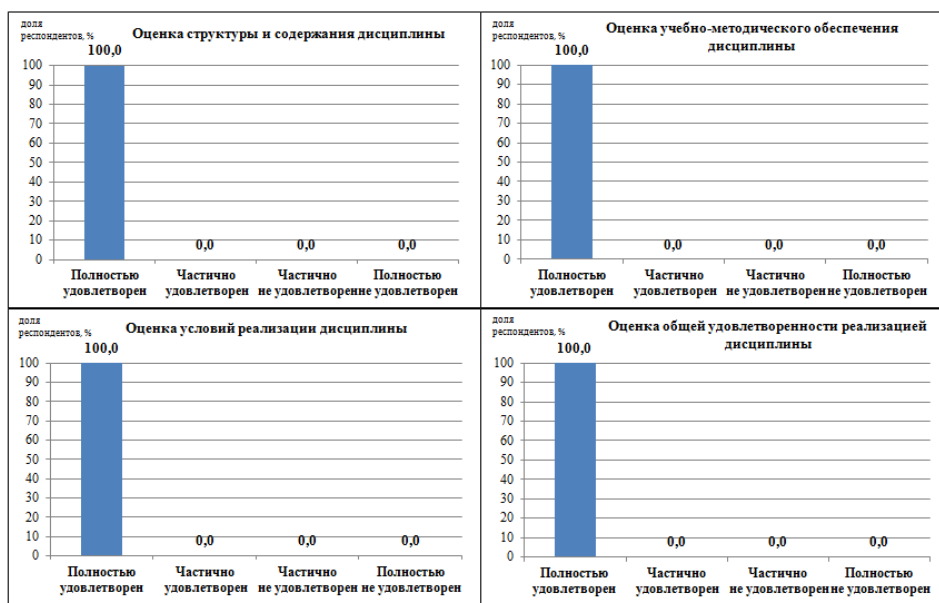 доля
респондентов, %
Оценка структуры и содержания дисциплины
100,0
100
90
80
70
60
50
40
30
20
10
0
0,0 0,0 0,0
Полностью удовлетворен
Частично удовлетворен
Частично не удовлетворен
Полностью не удовлетворен
доля
респондентов, %
Оценка учебно-методического обеспечения
дисциплины
100,0
100
90
80
70
60
50
40
30
20
10
0
0,0 0,0 0,0
Полностью удовлетворен
Частично удовлетворен
Частично не удовлетворен
Полностью не удовлетворен
доля
респондентов, %
Оценка условий реализации дисциплины
100,0
100
90
80
70
60
50
40
30
20
10
0
0,0 0,0 0,0
Полностью удовлетворен
Частично удовлетворен
Частично не удовлетворен
Полностью не удовлетворен
доля
респондентов, %
Оценка общей удовлетворенности реализацией
дисциплины
100,0
100
90
80
70
60
50
40
30
20
10
0
0,0 0,0 0,0
Полностью удовлетворен
Частично удовлетворен
Частично не удовлетворен
Полностью не удовлетворен